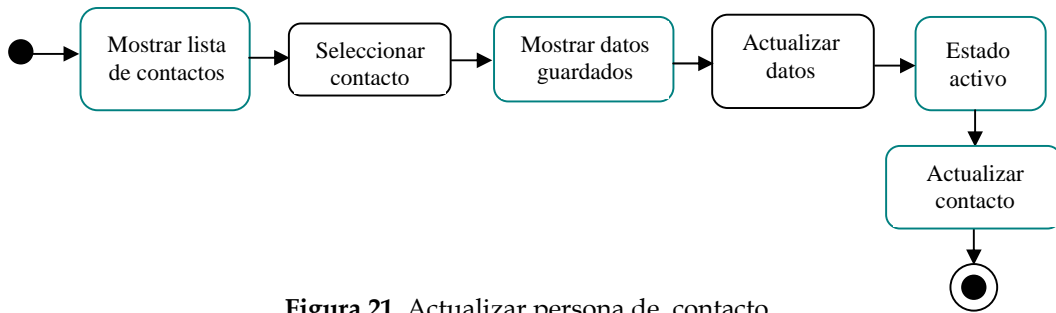 Mostrar lista
de contactos
Seleccionar
contacto
Mostrar datos
guardados
Actualizar
datos
Estado
activo
Actualizar
contacto
Figura 21. Actualizar persona de contacto